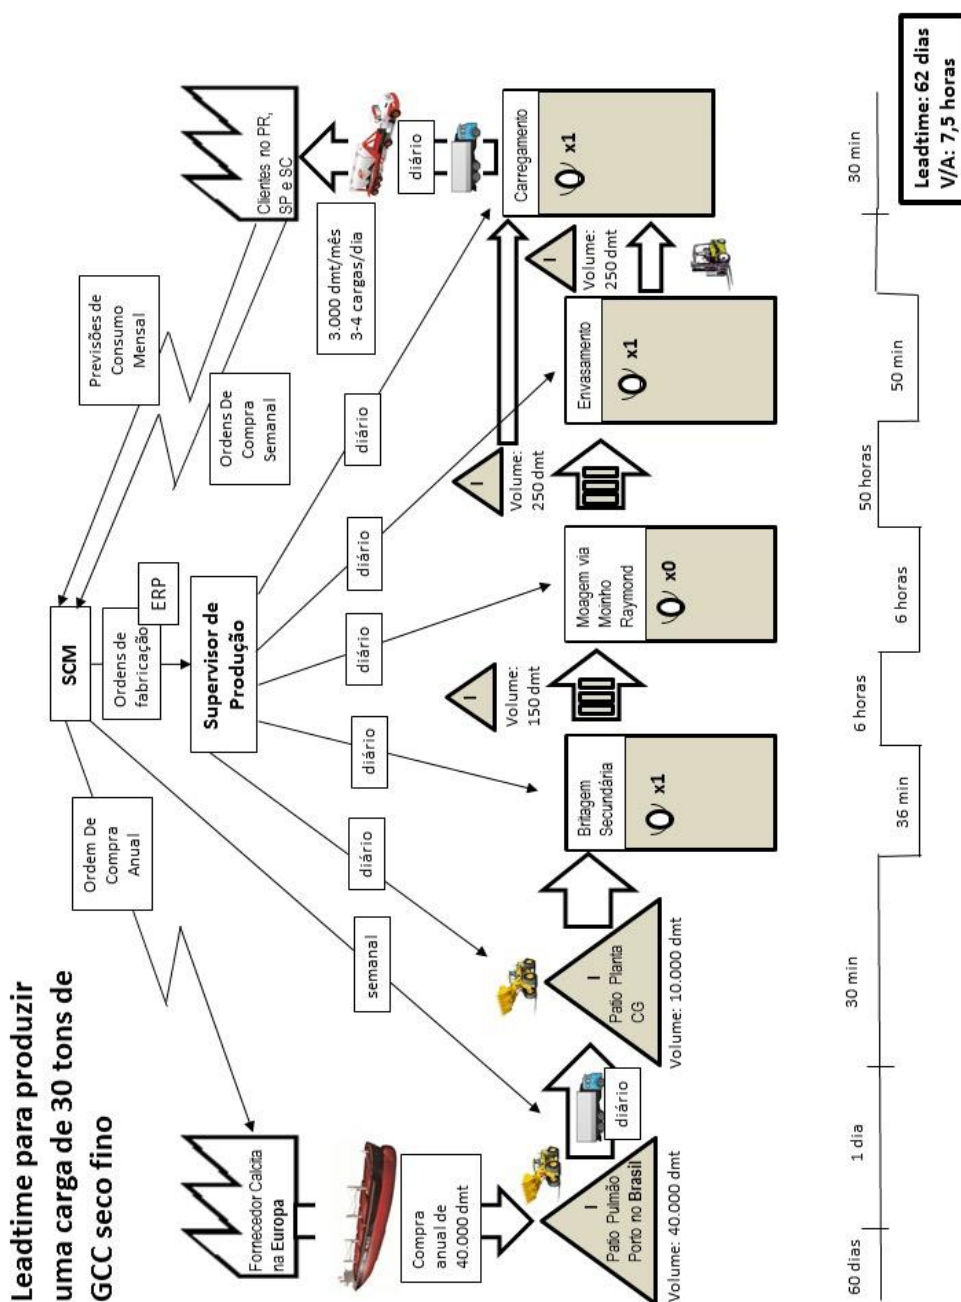 Leadtime para produzir
uma carga de 30 tons de
GCC seco fino
SCM
Ordens de
fabricação
ERP
Supervisor de
Produção
Ordem De
Compra
Anual
Previsões de
Consumo
Mensal
Ordens De
Compra
Semanal
Fornecedor Calcita
na Europa
Clientes no PR,
SP e SC
Compra
anual de
40.000 dmt
semanal
diário
diário
diário
diário
diário
3.000 dmt/mês
3-4 cargas/dia
diário
I
Patio Pulmão
Porto no Brasil
Volume: 40.000 dmt
diário
I
Patio Planta
CG
Volume: 10.000 dmt
Britagem
Secundária
x1
I
Volume:
150 dmt
Moagem via
Moinho
Raymond
x0
I
Volume:
250 dmt
Envasamento
x1
I
Volume:
250 dmt
Carregamento
x1
60 dias
1 dia
30 min
36 min
6 horas
6 horas
50 horas
50 min
30 min
Leadtime: 62 dias
V/A: 7,5 horas